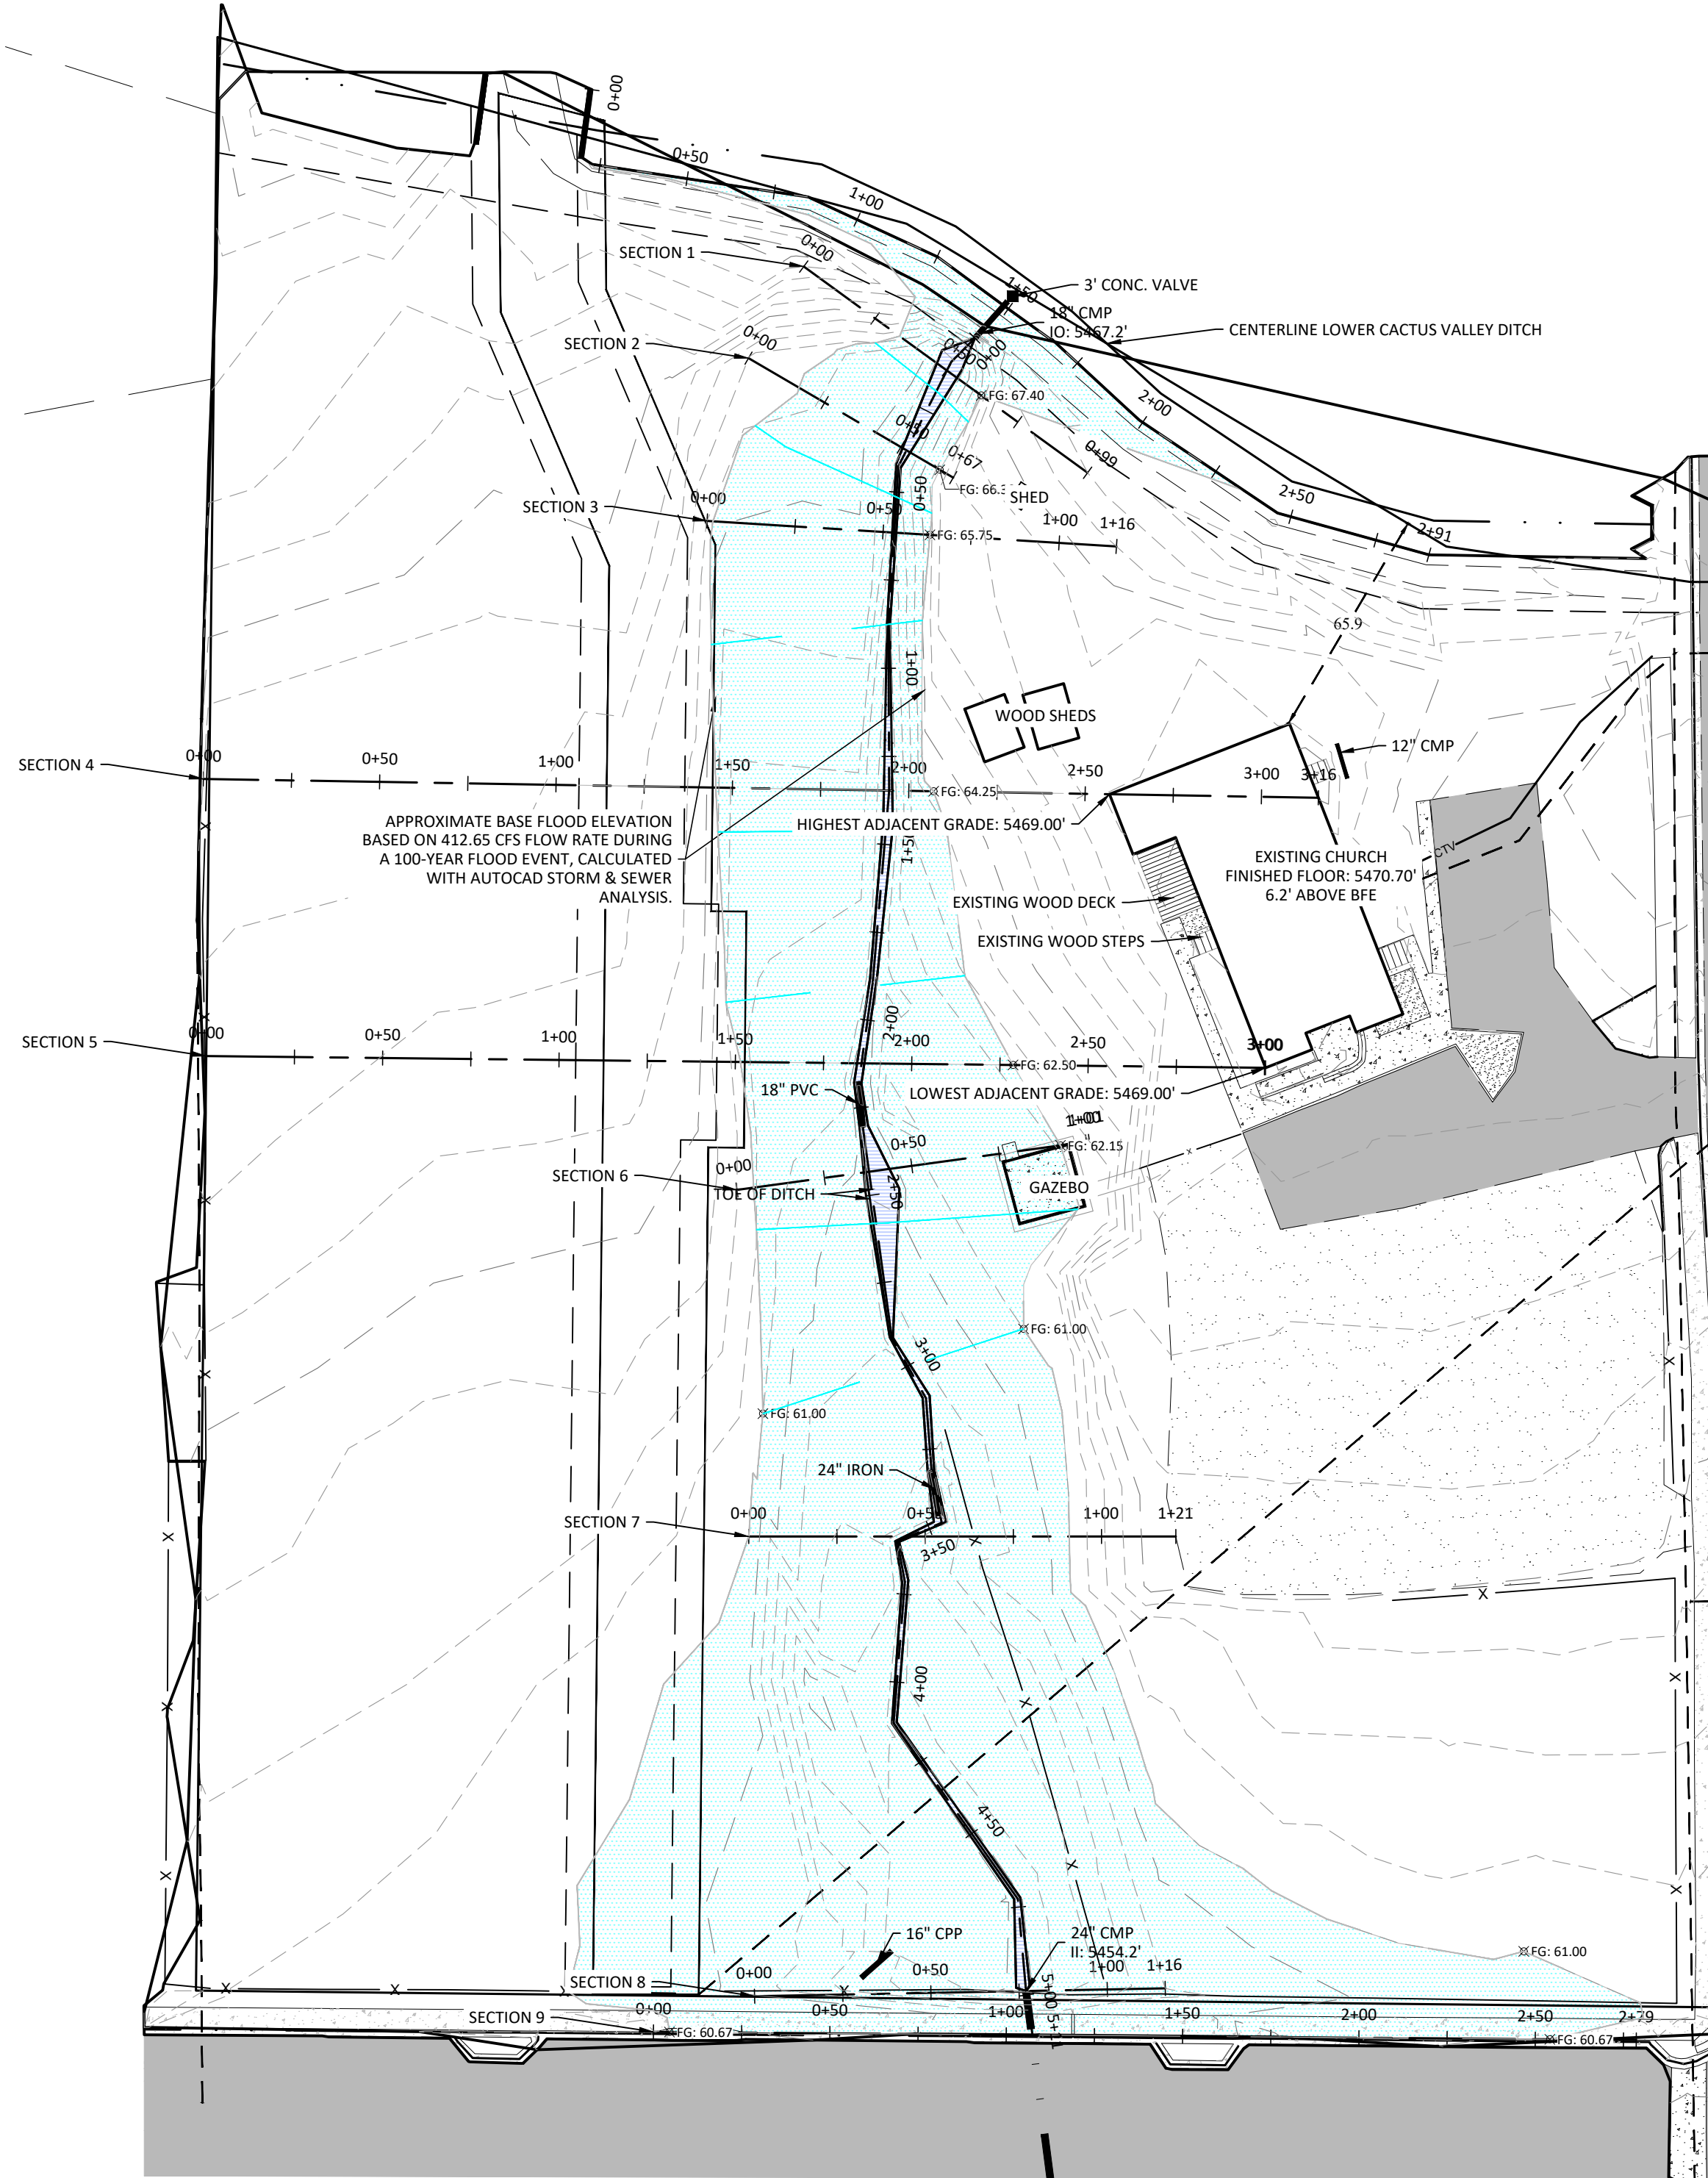 0+00
0+50
1+00
0+00
SECTION 1
1+50
3' CONC. VALVE
18" CMP
IO: 5467.2'
CENTERLINE LOWER CACTUS VALLEY DITCH
0+00
SECTION 2
0+50
0+00
FG: 67.40
2+00
0+50
0+67
0+99
FG: 66.3
SHED
0+50
2+50
SECTION 3
0+00
0+50
1+00
1+16
FG: 65.75
2+91
65.9
1+00
WOOD SHEDS
12" CMP
SECTION 4
0+00
0+50
1+00
1+50
2+00
2+50
3+00
3+16
FG: 64.25
HIGHEST ADJACENT GRADE: 5469.00'
APPROXIMATE BASE FLOOD ELEVATION
BASED ON 412.65 CFS FLOW RATE DURING
A 100-YEAR FLOOD EVENT, CALCULATED
WITH AUTOCAD STORM & SEWER
ANALYSIS.
1+50
CTV
EXISTING CHURCH
FINISHED FLOOR: 5470.70'
6.2' ABOVE BFE
EXISTING WOOD DECK
EXISTING WOOD STEPS
X
X
2+00
SECTION 5
0+00
0+50
1+00
1+50
2+00
2+50
3+00
FG: 62.50
18" PVC
LOWEST ADJACENT GRADE: 5469.00'
1+00
1+01
0+50
FG: 62.15
x
SECTION 6
0+00
TOE OF DITCH
2+50
GAZEBO
X
FG: 61.00
3+00
X
X
FG: 61.00
24" IRON
SECTION 7
0+00
0+50
1+00
1+21
X
X
3+50
X
X
4+00
X
X
X
4+50
X
X
X
16" CPP
24" CMP
II: 5454.2'
FG: 61.00
SECTION 8
0+00
0+50
1+00
1+16
X
X
X
X
5+00
5+11
SECTION 9
0+00
0+50
1+00
1+50
2+00
2+50
2+79
FG: 60.67
FG: 60.67